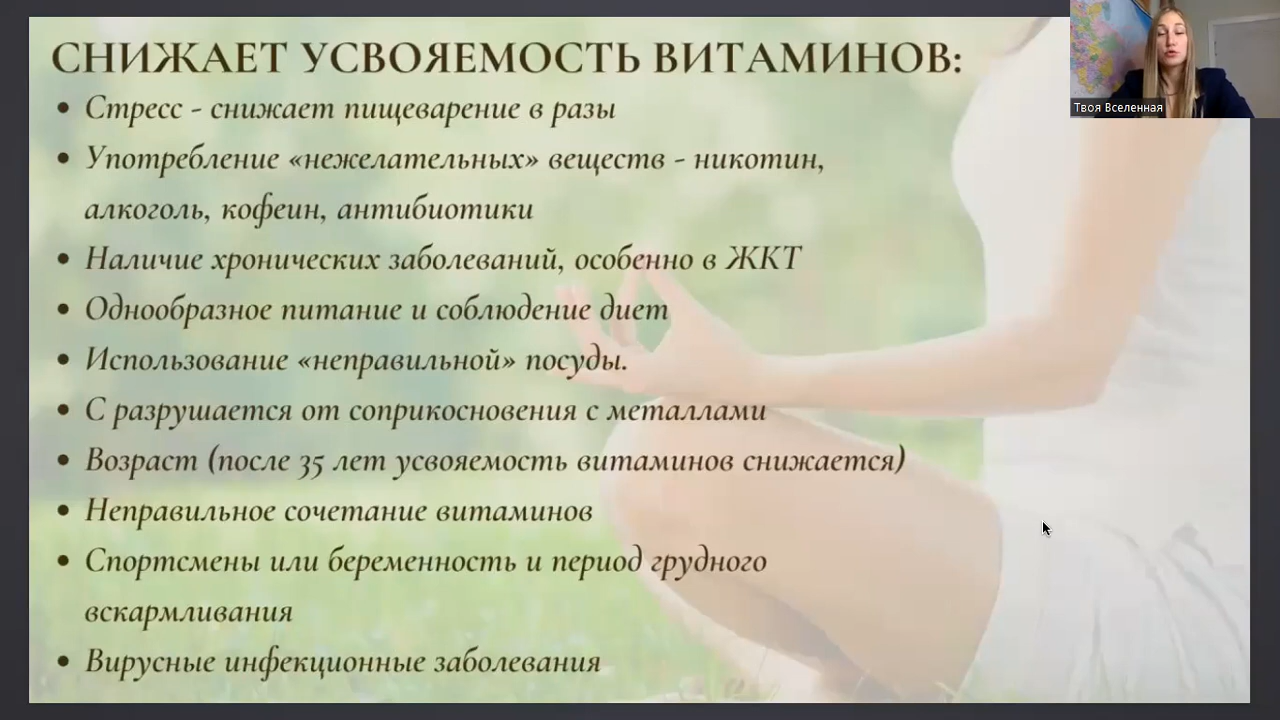 СНИЖАЕТ УСВОЯЕМОСТЬ ВИТАМИНОВ:
• Стресс - снижает пищеварение в разы
• Употребление «нежелательных» веществ - никотин,
алкоголь, кофеин, антибиотики
• Наличие хронических заболеваний, особенно в ЖКТ
• Однообразное питание и соблюдение диет
• Использование «неправильной» посуды.
• С разрушается от соприкосновения с металлами
• Возраст (после 35 лет усвояемость витаминов снижается)
• Неправильное сочетание витаминов
• Спортсмены или беременность и период грудного
вскармливания
• Вирусные инфекционные заболевания
Твоя Вселенная